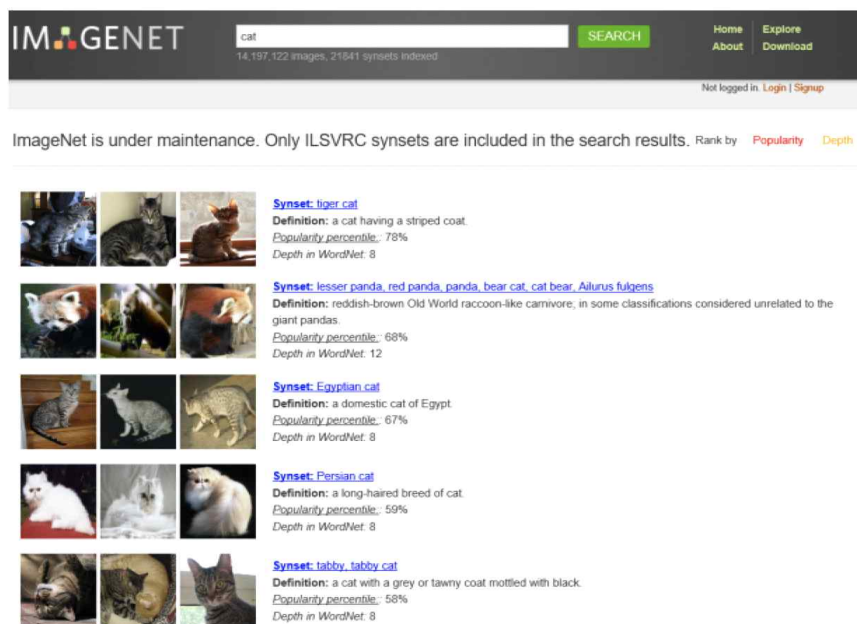 IMAGENET
cat
SEARCH
14,197,122 images, 21841 synsets indexed
Home
Explore
About
Download
Not logged in. Login | Signup
ImageNet is under maintenance. Only ILSVRC synsets are included in the search results. Rank by Popularity Depth
Synset: tiger cat
Definition: a cat having a striped coat.
Popularity percentile:: 78%
Depth in WordNet: 8
Synset: lesser panda, red panda, panda, bear cat, cat bear, Ailurus fulgens
Definition: reddish-brown Old World raccoon-like carnivore; in some classifications considered unrelated to the
giant pandas.
Popularity percentile:: 68%
Depth in WordNet: 12
Synset: Egyptian cat
Definition: a domestic cat of Egypt.
Popularity percentile:: 67%
Depth in WordNet: 8
Synset: Persian cat
Definition: a long-haired breed of cat.
Popularity percentile:: 59%
Depth in WordNet: 8
Synset: tabby, tabby cat
Definition: a cat with a grey or tawny coat mottled with black.
Popularity percentile:: 58%
Depth in WordNet: 8